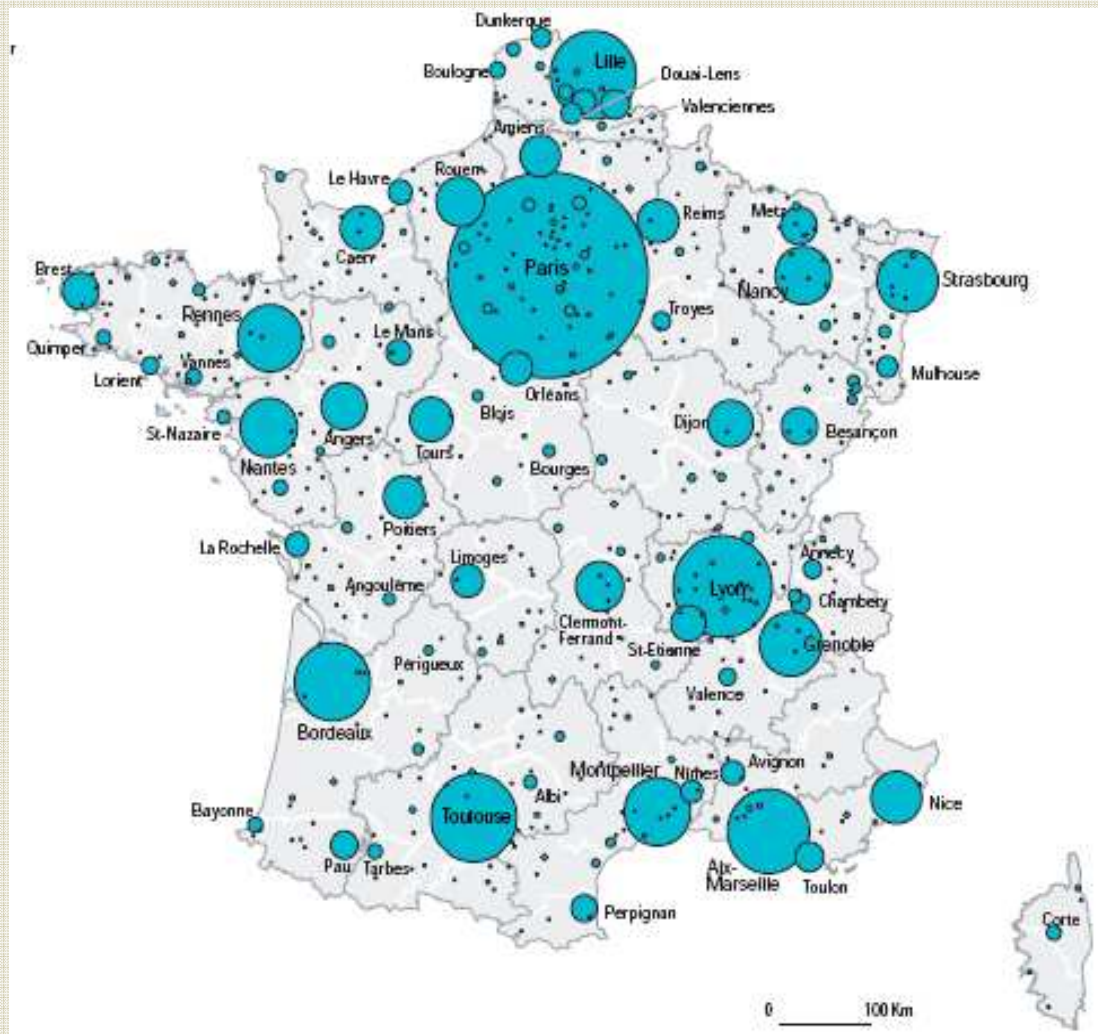 r
Dunkerque
Lille
Boulogne
Douai-Lens
Valenciennes
Amiens
Rouen
Le Havre
Reims
Metz
Caen
Paris
Brest
Nancy
Strasbourg
Rennes
Troyes
Le Mans
Quimper
Vannes
Lorient
Mulhouse
Orléans
Blois
St-Nazaire
Angers
Tours
Dijon
Besançon
Nantes
Bourges
Poitiers
La Rochelle
Limoges
Annecy
Angoulême
Lyon
Chambéry
Clermont-
Ferrand
St-Etienne
Grenoble
Périgueux
Valence
Bordeaux
Montpellier
Nîmes
Avignon
Albi
Bayonne
Toulouse
Nice
Pau
Tarbes
Aix-
Marseille
Toulon
Perpignan
Corte
0 100 Km